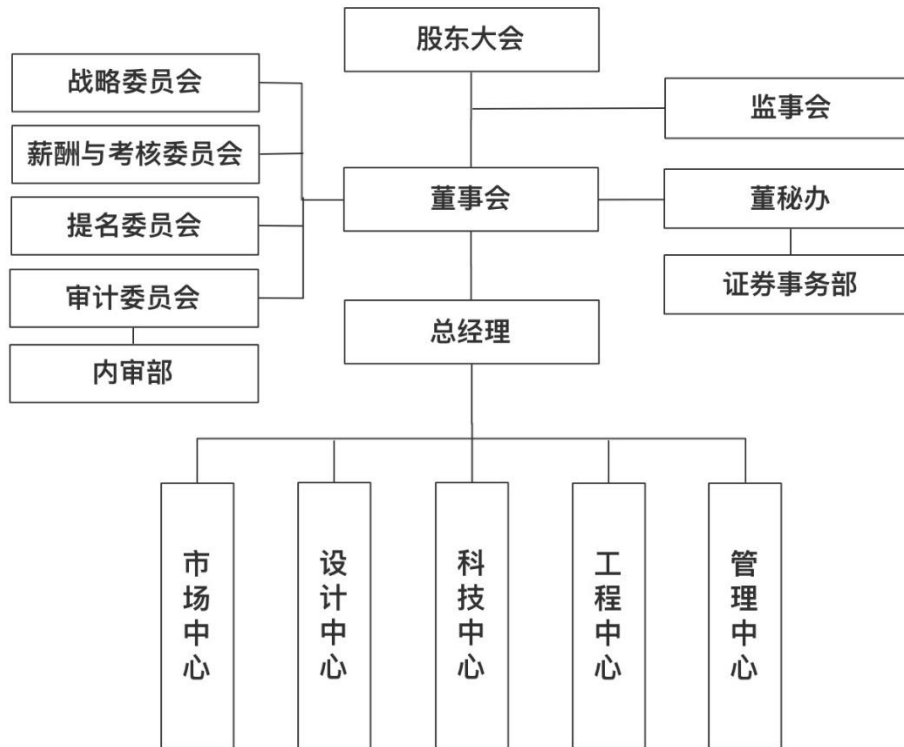 股东大会
战略委员会
监事会
薪酬与考核委员会
董事会
董秘办
提名委员会
审计委员会
证券事务部
总经理
内审部
市场中心
设计中心
科技中心
工程中心
管理中心